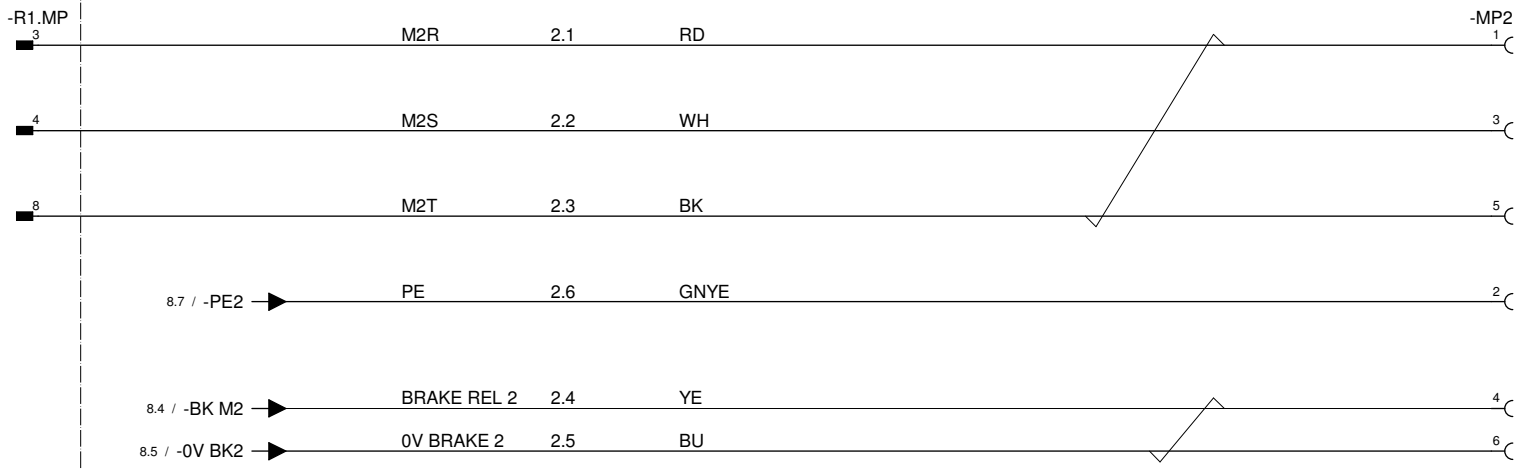 -R1.MP -MP2
3 M2R 2.1 RD 1
4 M2S 2.2 WH 3
8 M2T 2.3 BK 5
8.7 / -PE2 PE 2.6 GNYE 2
8.4 / -BK M2 BRAKE REL 2 2.4 YE 4
8.5 / -0V BK2 0V BRAKE 2 2.5 BU 6